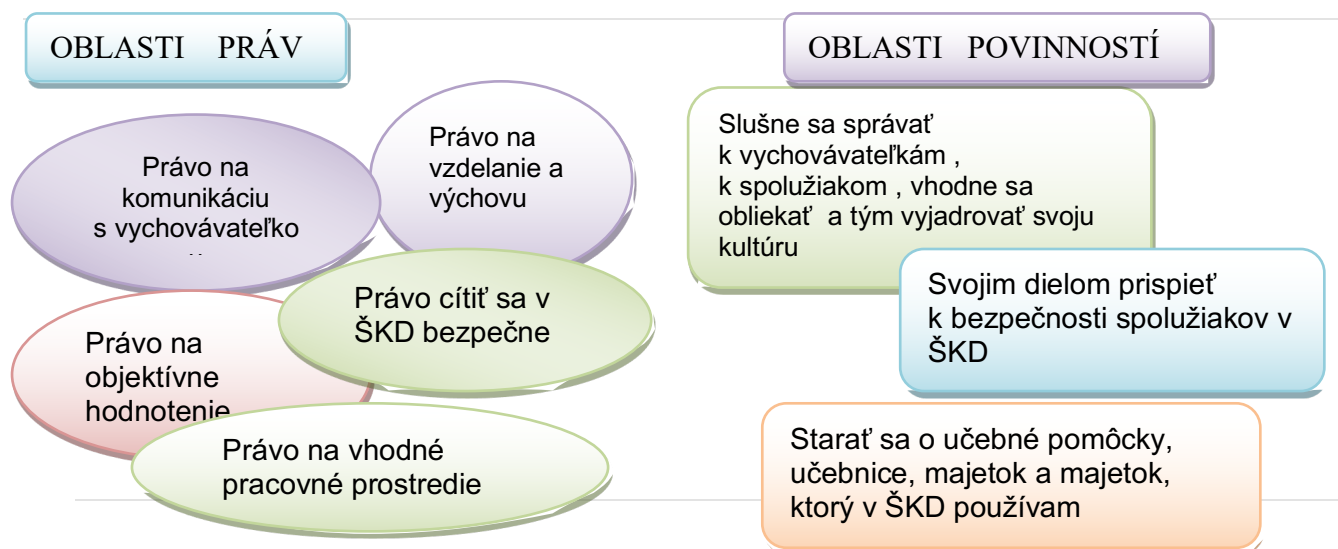 OBLASTI PRÁV
Právo na
komunikáciu
s vychovávateľko
Právo na
vzdelanie a
výchovu
Právo cítiť sa v
ŠKD bezpečne
Právo na
objektívne
hodnotenie
Právo na vhodné
pracovné prostredie
OBLASTI POVINNOSTÍ
Slušne sa správať
k vychovávateľkám ,
k spolužiakom , vhodne sa
obliekať a tým vyjadrovať svoju
kultúru
Svojim dielom prispieť
k bezpečnosti spolužiakov v
ŠKD
Starať sa o učebné pomôcky,
učebnice, majetok a majetok,
ktorý v ŠKD používam